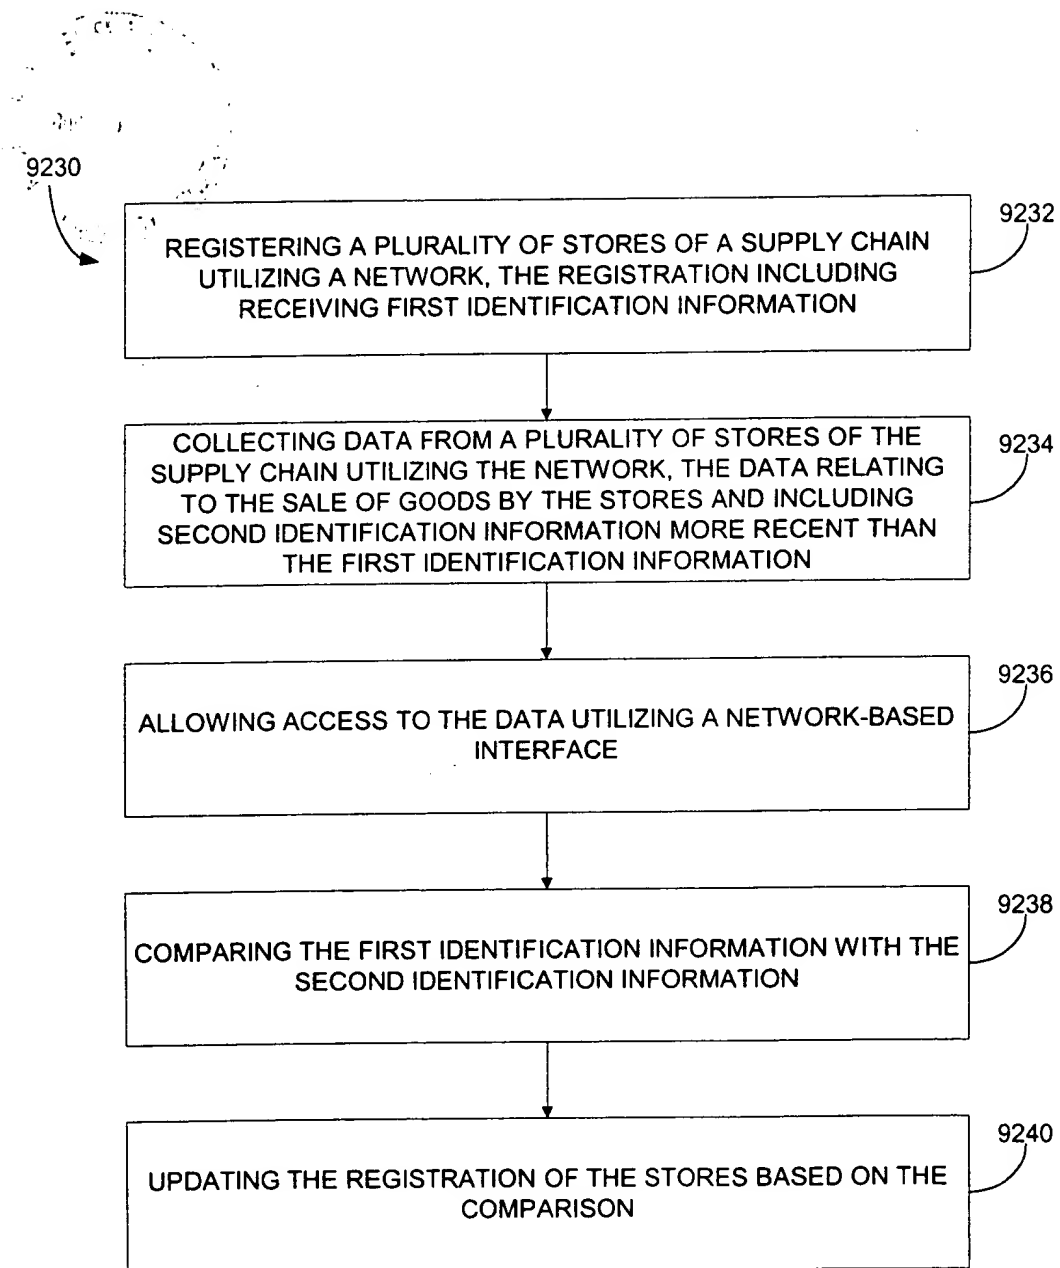 9230
9232
REGISTERING A PLURALITY OF STORES OF A SUPPLY CHAIN
UTILIZING A NETWORK, THE REGISTRATION INCLUDING
RECEIVING FIRST IDENTIFICATION INFORMATION
9234
COLLECTING DATA FROM A PLURALITY OF STORES OF THE
SUPPLY CHAIN UTILIZING THE NETWORK, THE DATA RELATING
TO THE SALE OF GOODS BY THE STORES AND INCLUDING
SECOND IDENTIFICATION INFORMATION MORE RECENT THAN
THE FIRST IDENTIFICATION INFORMATION
9236
ALLOWING ACCESS TO THE DATA UTILIZING A NETWORK-BASED
INTERFACE
9238
COMPARING THE FIRST IDENTIFICATION INFORMATION WITH THE
SECOND IDENTIFICATION INFORMATION
9240
UPDATING THE REGISTRATION OF THE STORES BASED ON THE
COMPARISON